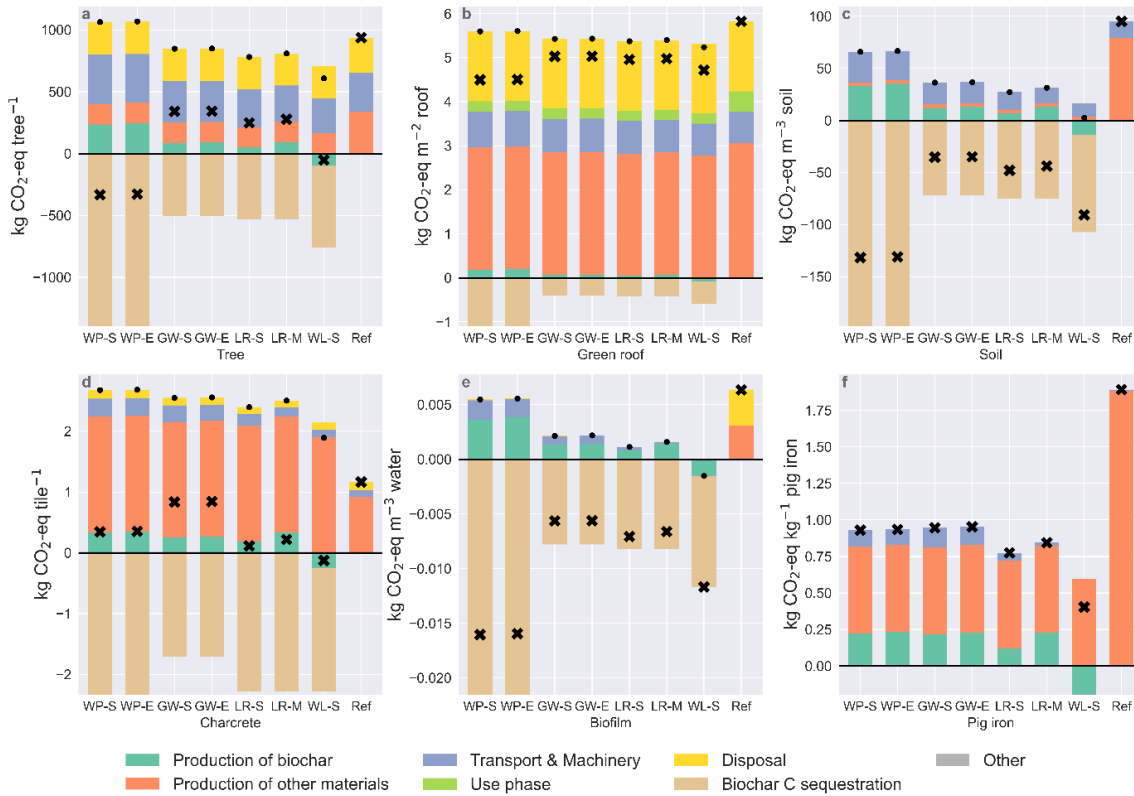 a
kg CO₂-eq tree⁻¹
1000
500
0
−500
−1000
WP-S WP-E GW-S GW-E LR-S LR-M WL-S Ref
Tree
b
kg CO₂-eq m⁻² roof
6
5
4
3
2
1
0
−1
WP-S WP-E GW-S GW-E LR-S LR-M WL-S Ref
Green roof
c
kg CO₂-eq m⁻³ soil
100
50
0
−50
−100
−150
WP-S WP-E GW-S GW-E LR-S LR-M WL-S Ref
Soil
d
kg CO₂-eq tile⁻¹
2
1
0
−1
−2
WP-S WP-E GW-S GW-E LR-S LR-M WL-S Ref
Charcrete
e
kg CO₂-eq m⁻³ water
0.005
0.000
−0.005
−0.010
−0.015
−0.020
WP-S WP-E GW-S GW-E LR-S LR-M WL-S Ref
Biofilm
f
kg CO₂-eq kg⁻¹ pig iron
1.75
1.50
1.25
1.00
0.75
0.50
0.25
0.00
WP-S WP-E GW-S GW-E LR-S LR-M WL-S Ref
Pig iron
Production of biochar
Production of other materials
Transport & Machinery
Use phase
Disposal
Biochar C sequestration
Other